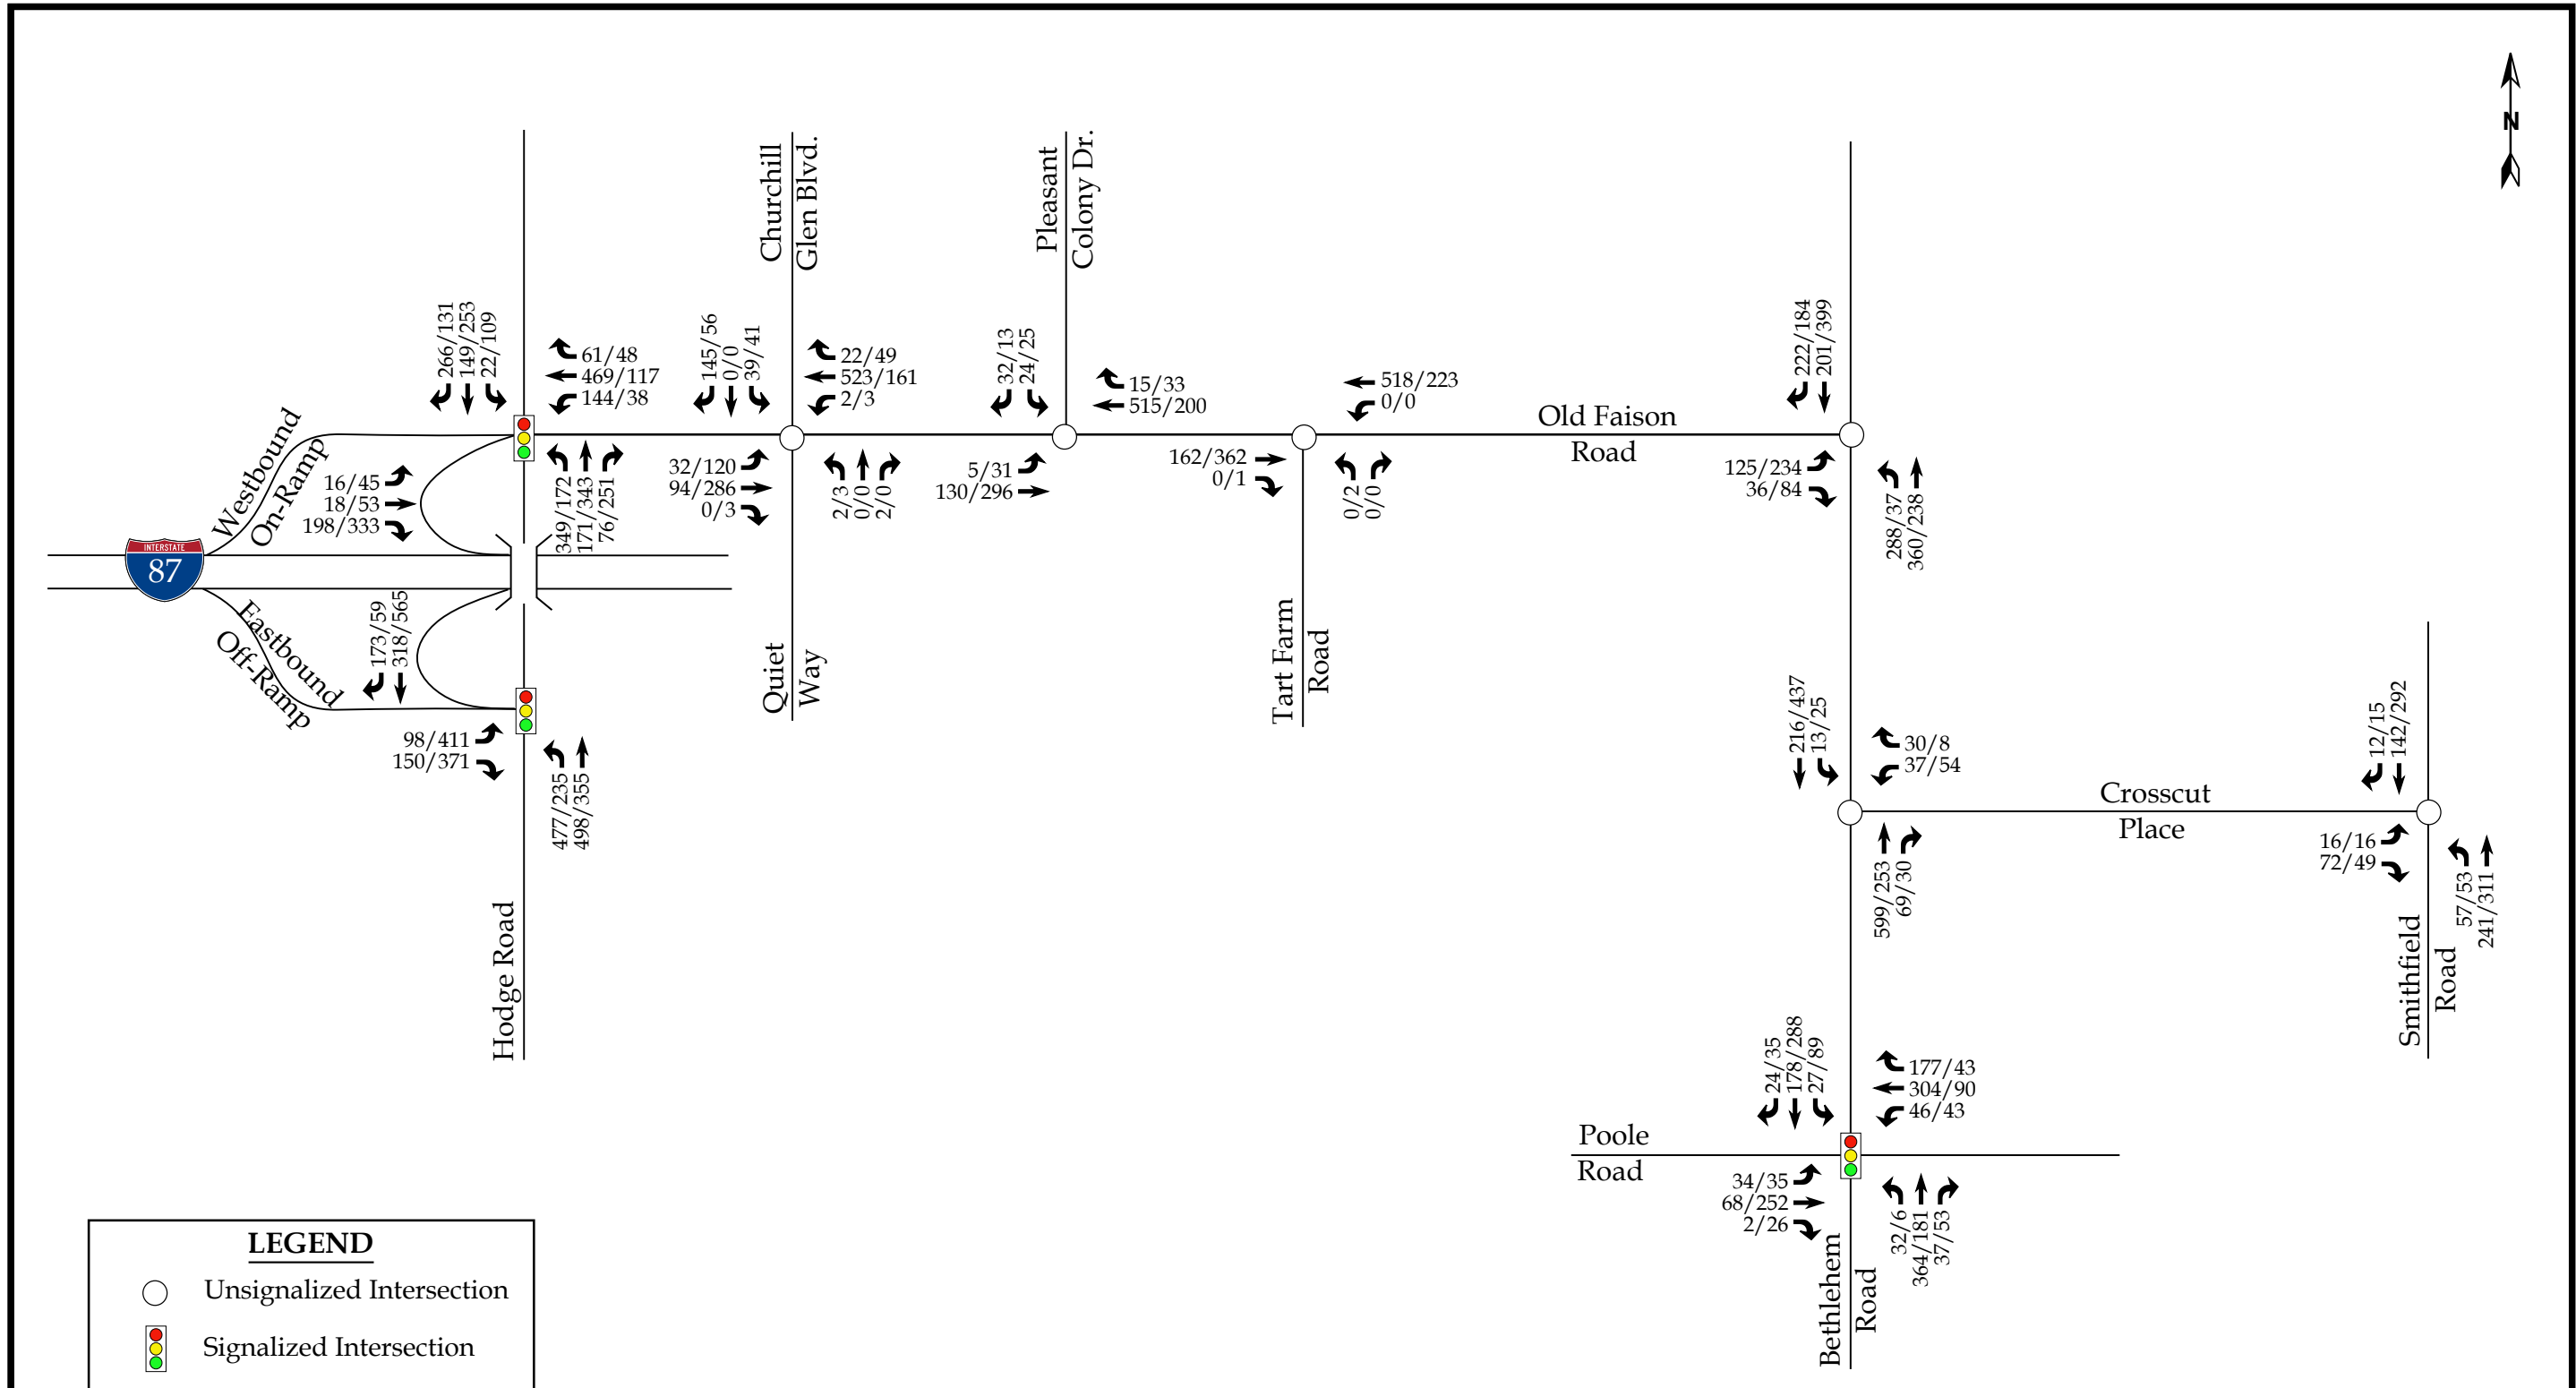 N
Churchill
Glen Blvd.
Pleasant
Colony Dr.
266/131
149/253
22/109
61/48
469/117
144/38
145/56
0/0
39/41
22/49
523/161
2/3
32/13
24/25
15/33
515/200
518/223
0/0
Old Faison
Road
222/184
201/399
Westbound
On-Ramp
16/45
18/53
198/333
349/172
171/343
76/251
32/120
94/286
0/3
2/3
0/0
2/0
5/31
130/296
162/362
0/1
0/2
0/0
125/234
36/84
288/37
360/238
INTERSTATE
87
Eastbound
Off-Ramp
173/59
318/565
98/411
150/371
477/235
498/355
Hodge Road
Quiet
Way
Tart Farm
Road
216/437
13/25
30/8
37/54
Crosscut
Place
12/15
142/292
16/16
72/49
57/53
241/311
599/253
69/30
Smithfield
Road
24/35
178/288
27/89
177/43
304/90
46/43
Poole
Road
34/35
68/252
2/26
32/6
364/181
37/53
Bethlehem
Road
LEGEND
Unsignalized Intersection
Signalized Intersection